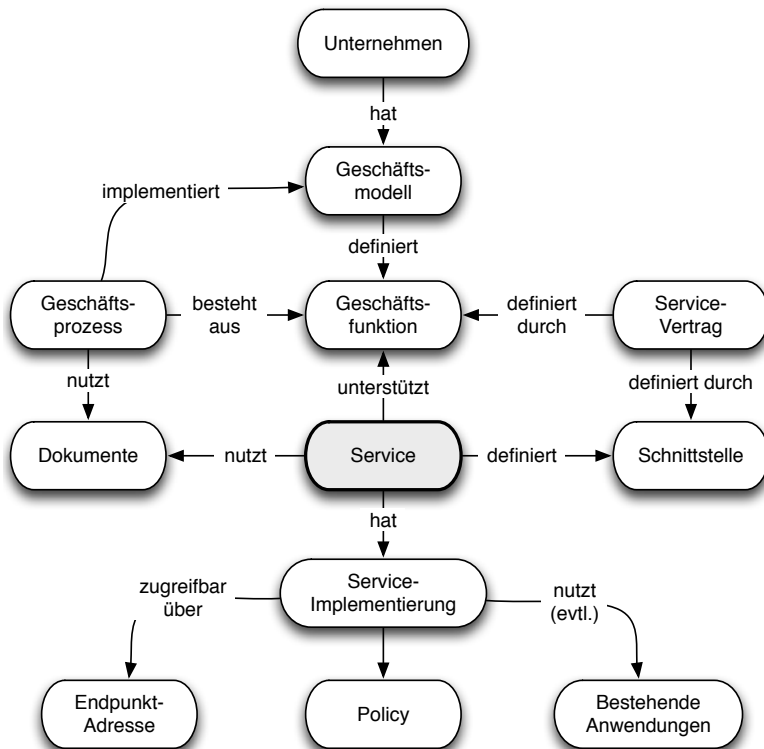 Unternehmen
hat
Geschäfts-
modell
implementiert
definiert
Geschäfts-
prozess
besteht
aus
Geschäfts-
funktion
definiert
durch
Service-
Vertrag
nutzt
unterstützt
definiert durch
Dokumente
nutzt
Service
definiert
Schnittstelle
hat
zugreifbar
über
Service-
Implementierung
nutzt
(evtl.)
Endpunkt-
Adresse
Policy
Bestehende
Anwendungen